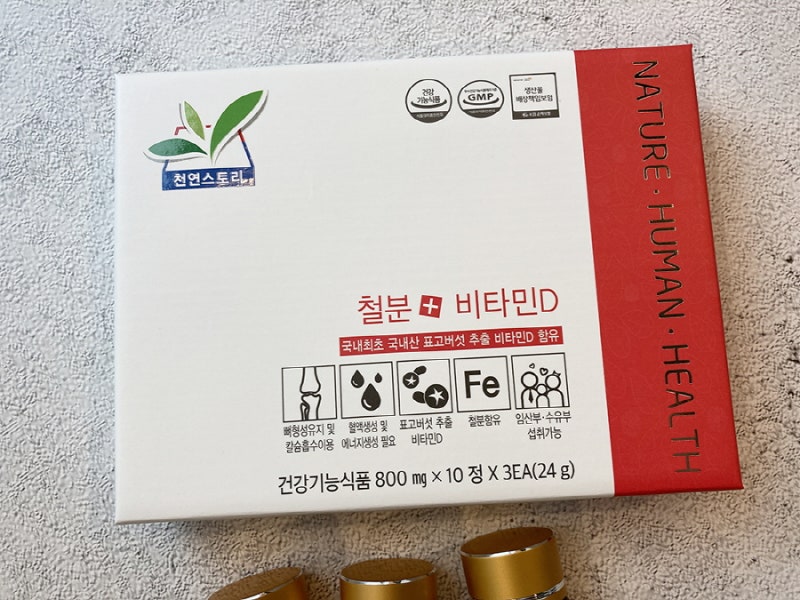 건강
기능식품
GMP
생산물
배상책임보험
천연스토리
NATURE · HUMAN · HEALTH
철분 + 비타민D
국내최초 국내산 표고버섯 추출 비타민D 함유
뼈형성유지 및
칼슘흡수이용
혈액생성 및
에너지생성 필요
표고버섯 추출
비타민D
Fe
철분함유
임산부·수유부
섭취가능
건강기능식품 800 mg × 10 정 X 3EA(24 g)